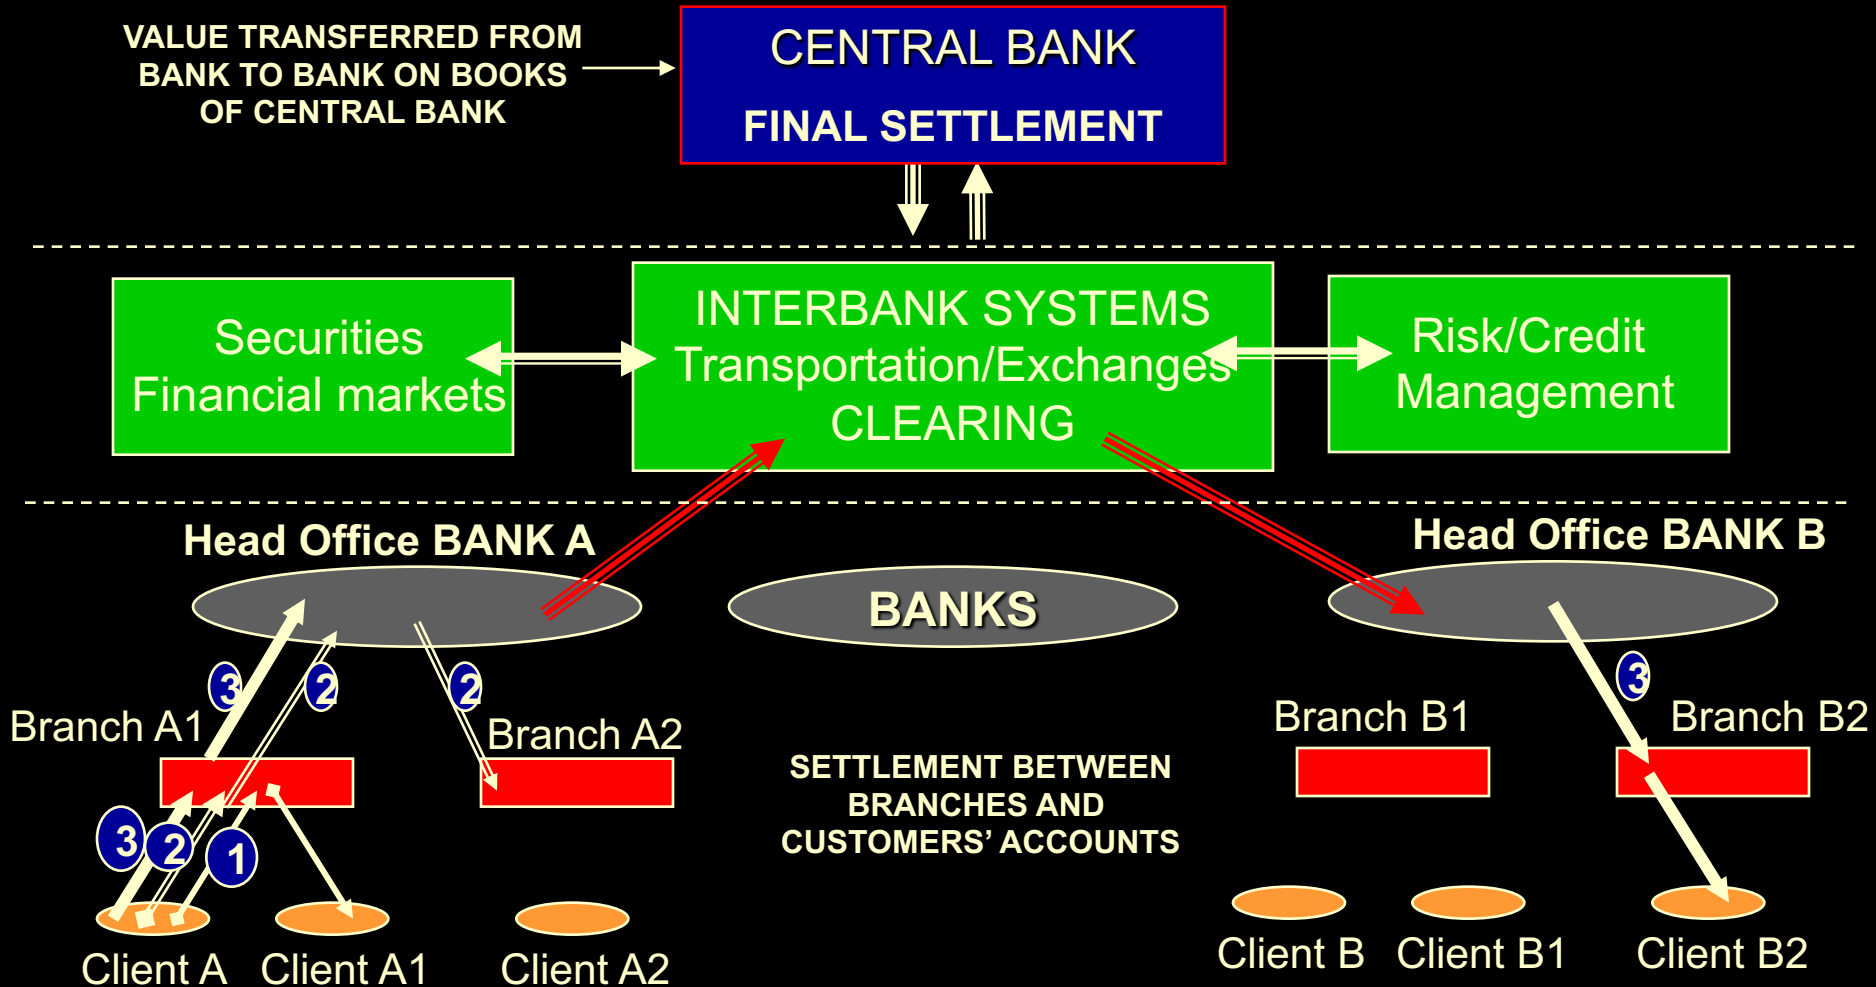 VALUE TRANSFERRED FROM
BANK TO BANK ON BOOKS
OF CENTRAL BANK
CENTRAL BANK
FINAL SETTLEMENT
Securities
Financial markets
INTERBANK SYSTEMS
Transportation/Exchanges
CLEARING
Risk/Credit
Management
Head Office BANK A
BANKS
Head Office BANK B
3
2
2
3
Branch A1
Branch A2
Branch B1
Branch B2
SETTLEMENT BETWEEN
BRANCHES AND
CUSTOMERS’ ACCOUNTS
3
2
1
Client A
Client A1
Client A2
Client B
Client B1
Client B2